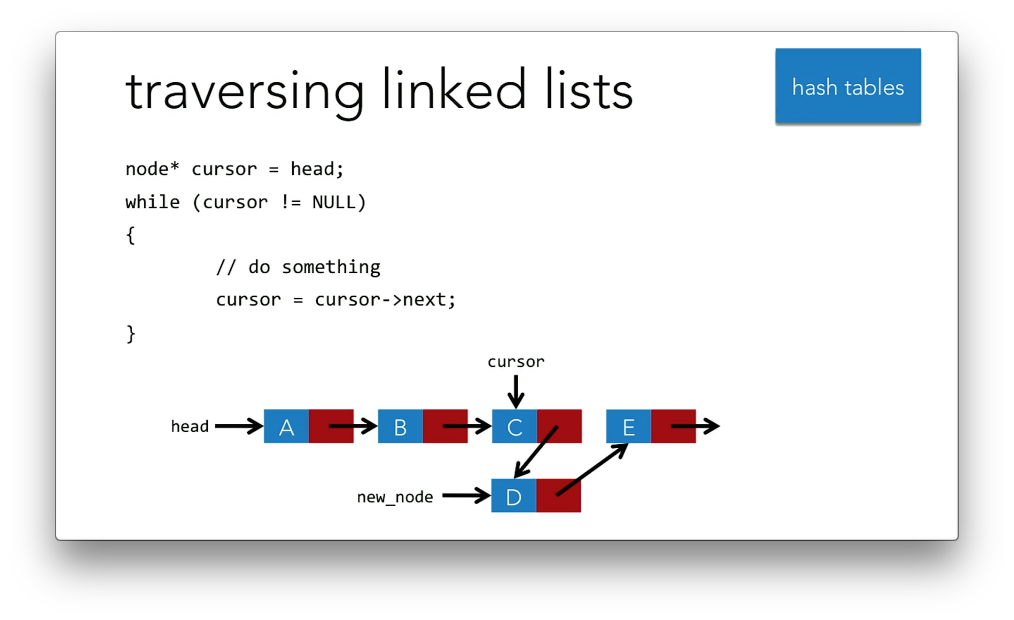 traversing linked lists
hash tables
node* cursor = head;
while (cursor != NULL)
{
// do something
cursor = cursor->next;
}
cursor
head
A
B
C
E
new_node
D